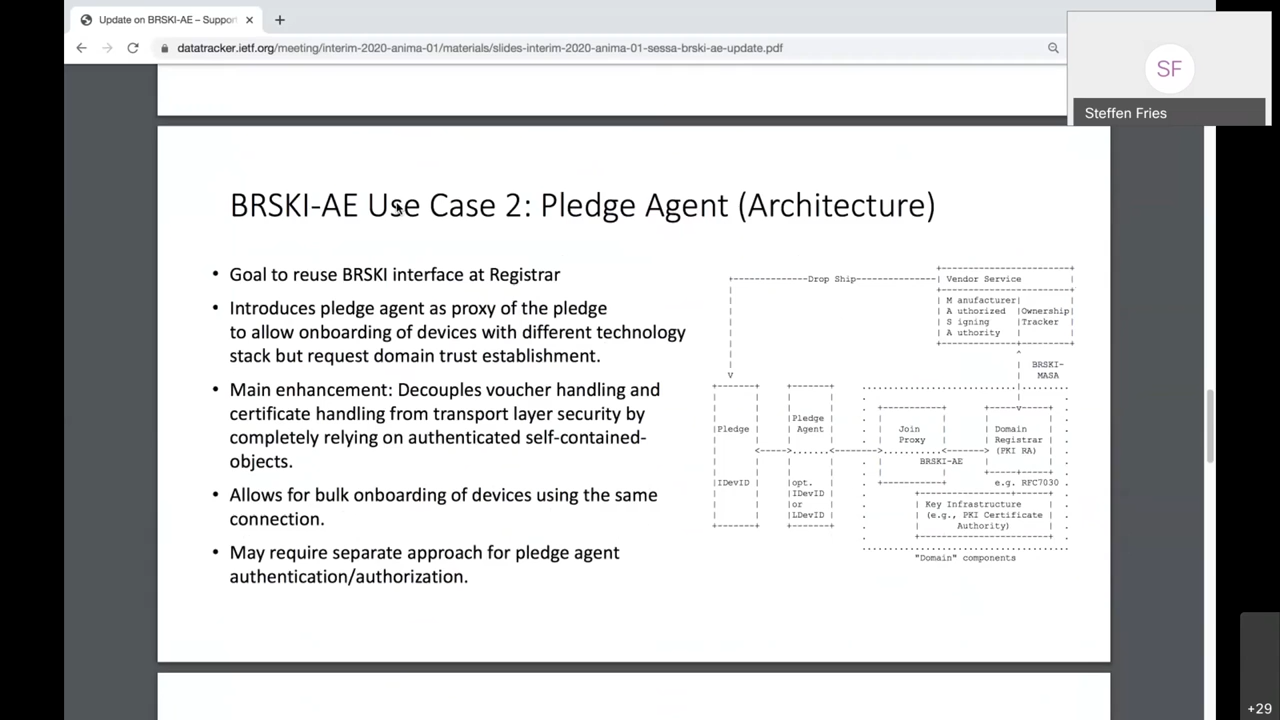 Update on BRSKI-AE – Suppor
datatracker.ietf.org/meeting/interim-2020-anima-01/materials/slides-interim-2020-anima-01-sessa-brski-ae-update.pdf
SF
Steffen Fries
BRSKI-AE Use Case 2: Pledge Agent (Architecture)
• Goal to reuse BRSKI interface at Registrar
• Introduces pledge agent as proxy of the pledge
to allow onboarding of devices with different technology
stack but request domain trust establishment.
• Main enhancement: Decouples voucher handling and
certificate handling from transport layer security by
completely relying on authenticated self-contained-
objects.
• Allows for bulk onboarding of devices using the same
connection.
• May require separate approach for pledge agent
authentication/authorization.
Drop Ship
Vendor Service
M anufacturer
A uthorized
S igning
A uthority
Ownership
Tracker
BRSKI-
MASA
V
Pledge
IDevID
Pledge
Agent
opt.
IDevID
or
LDevID
Join
Proxy
BRSKI-AE
Domain
Registrar
(PKI RA)
e.g. RFC7030
Key Infrastructure
(e.g., PKI Certificate
Authority)
"Domain" components
+29